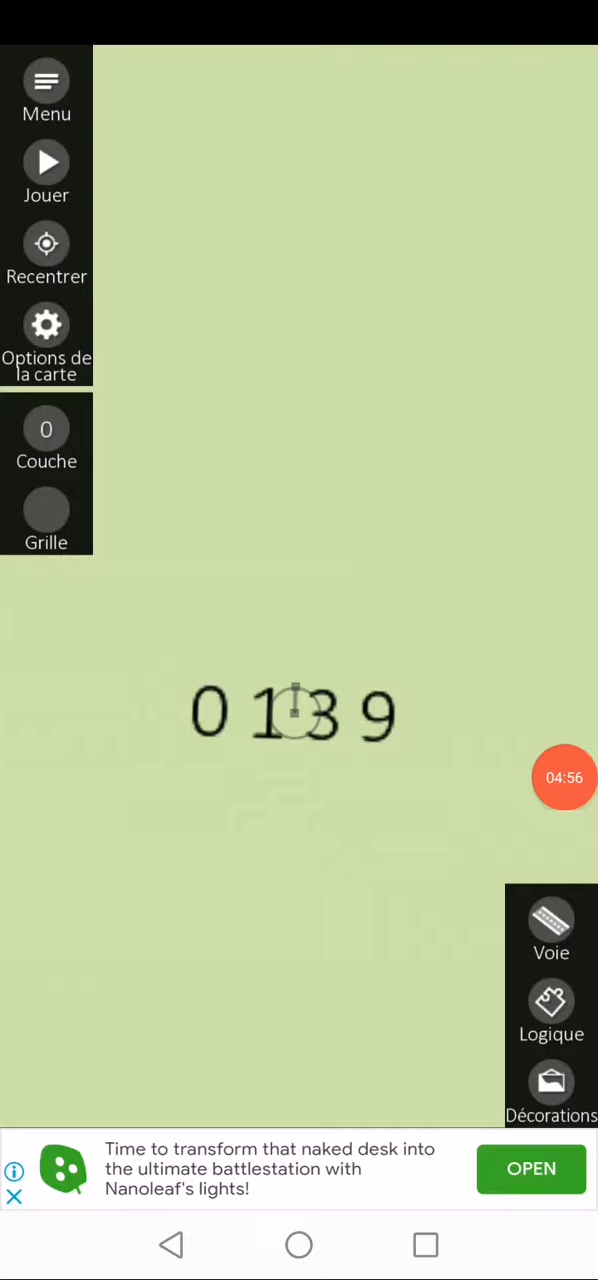 Menu
Jouer
Recentrer
Options de
la carte
0
Couche
Grille
0 1 3 9
04:56
Voie
Logique
Décorations
Time to transform that naked desk into
the ultimate battlestation with
Nanoleaf's lights!
OPEN